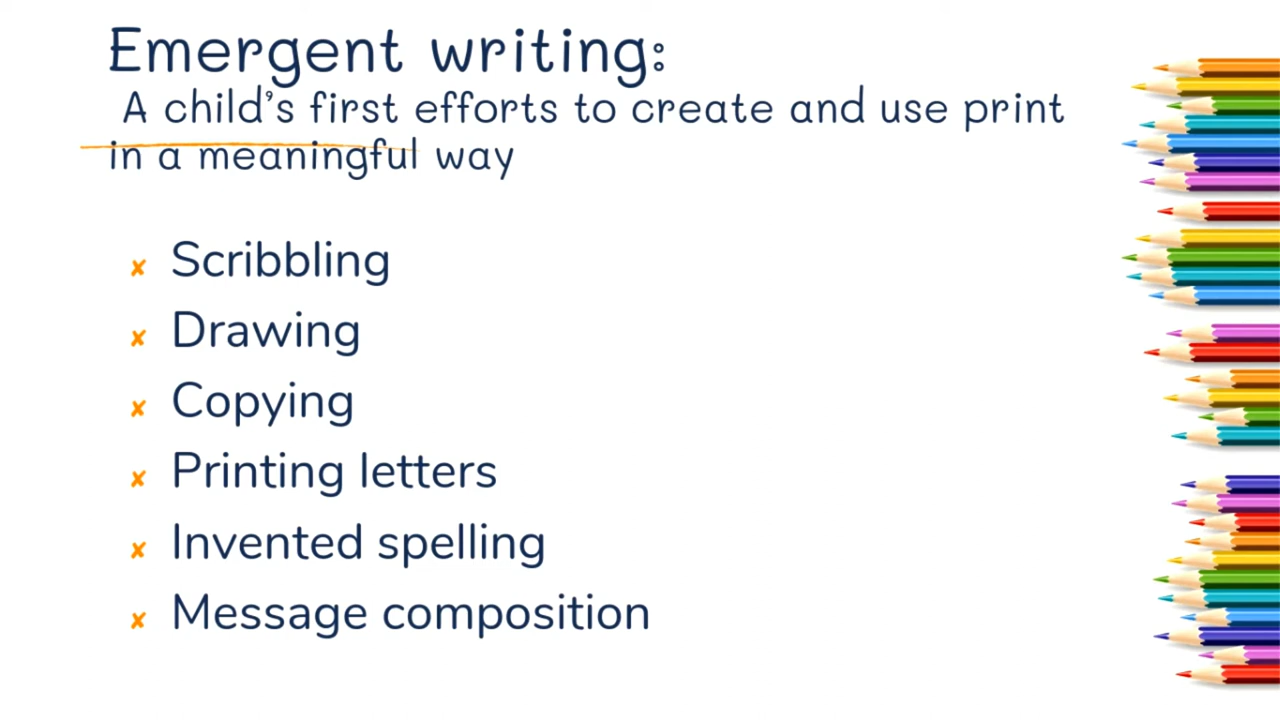 Emergent writing:
A child’s first efforts to create and use print
in a meaningful way
✘ Scribbling
✘ Drawing
✘ Copying
✘ Printing letters
✘ Invented spelling
✘ Message composition